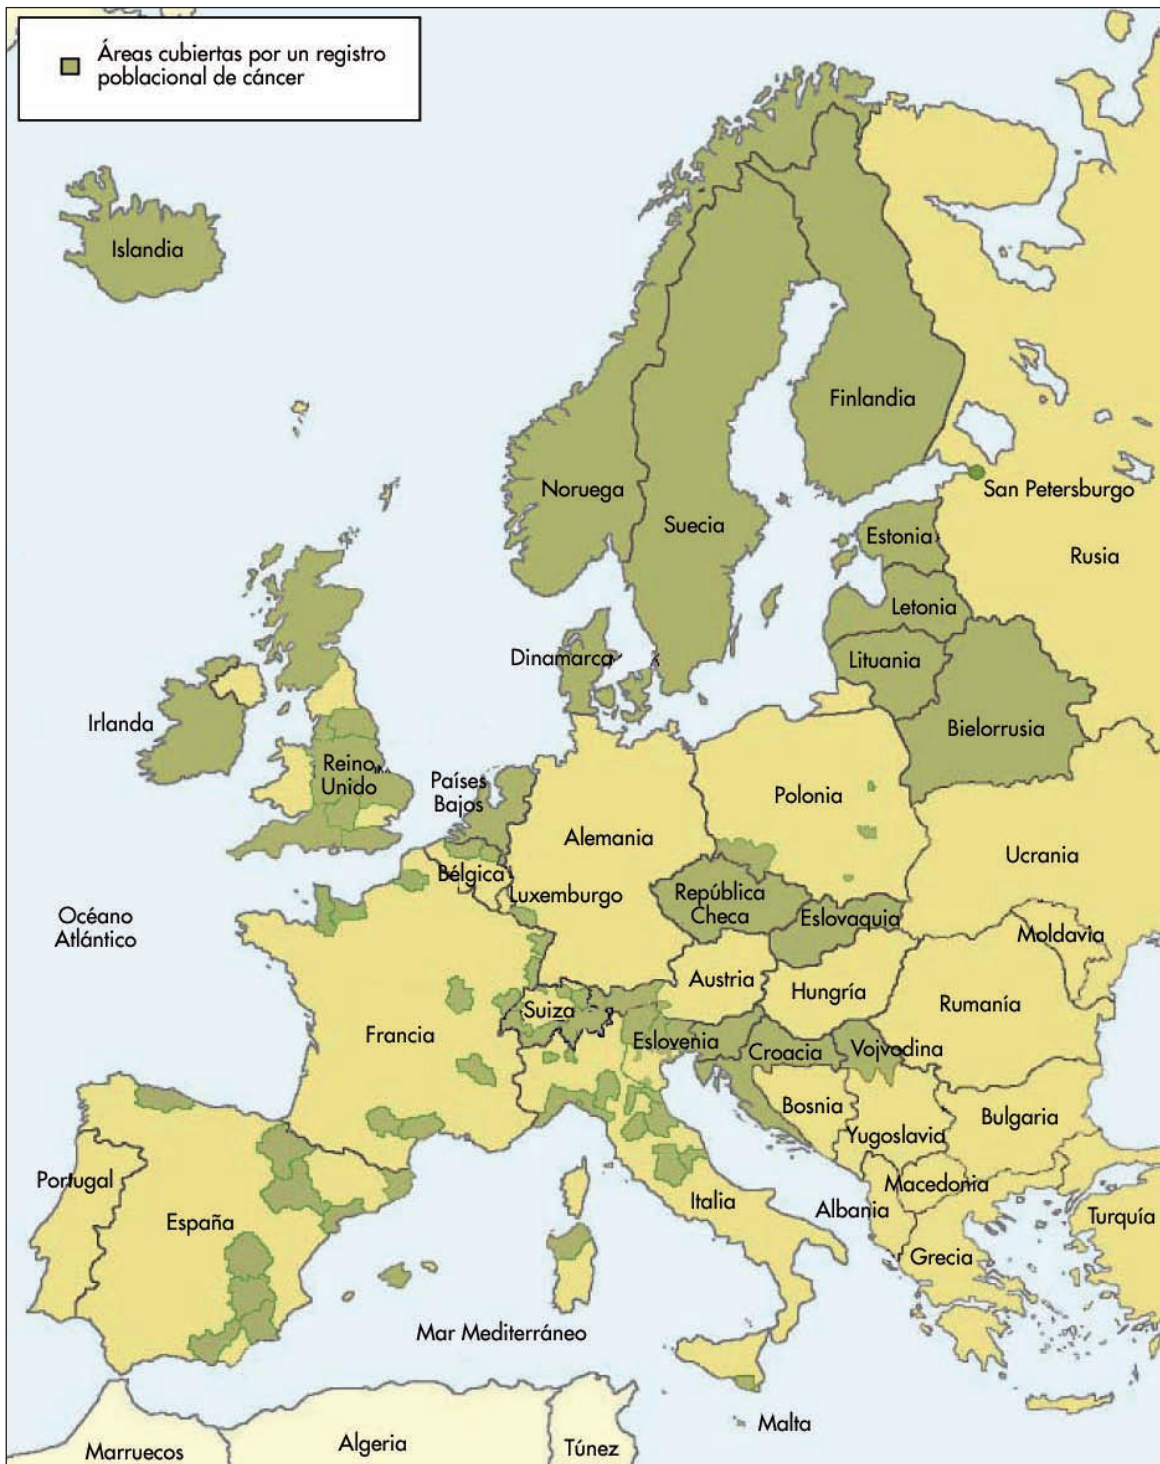 Áreas cubiertas por un registro
poblacional de cáncer
Islandia
Finlandia
Noruega
San Petersburgo
Suecia
Estonia
Rusia
Letonia
Dinamarca
Lituania
Irlanda
Bielorrusia
Reino
Unido
Países
Bajos
Polonia
Alemania
Ucrania
Bélgica
Luxemburgo
República
Checa
Eslovaquia
Océano
Atlántico
Moldavia
Austria
Hungría
Rumanía
Suiza
Francia
Eslovenia
Croacia
Vojvodina
Bosnia
Bulgaria
Yugoslavia
Portugal
Macedonia
Italia
Albania
España
Turquía
Grecia
Mar Mediterráneo
Malta
Marruecos
Algeria
Túnez